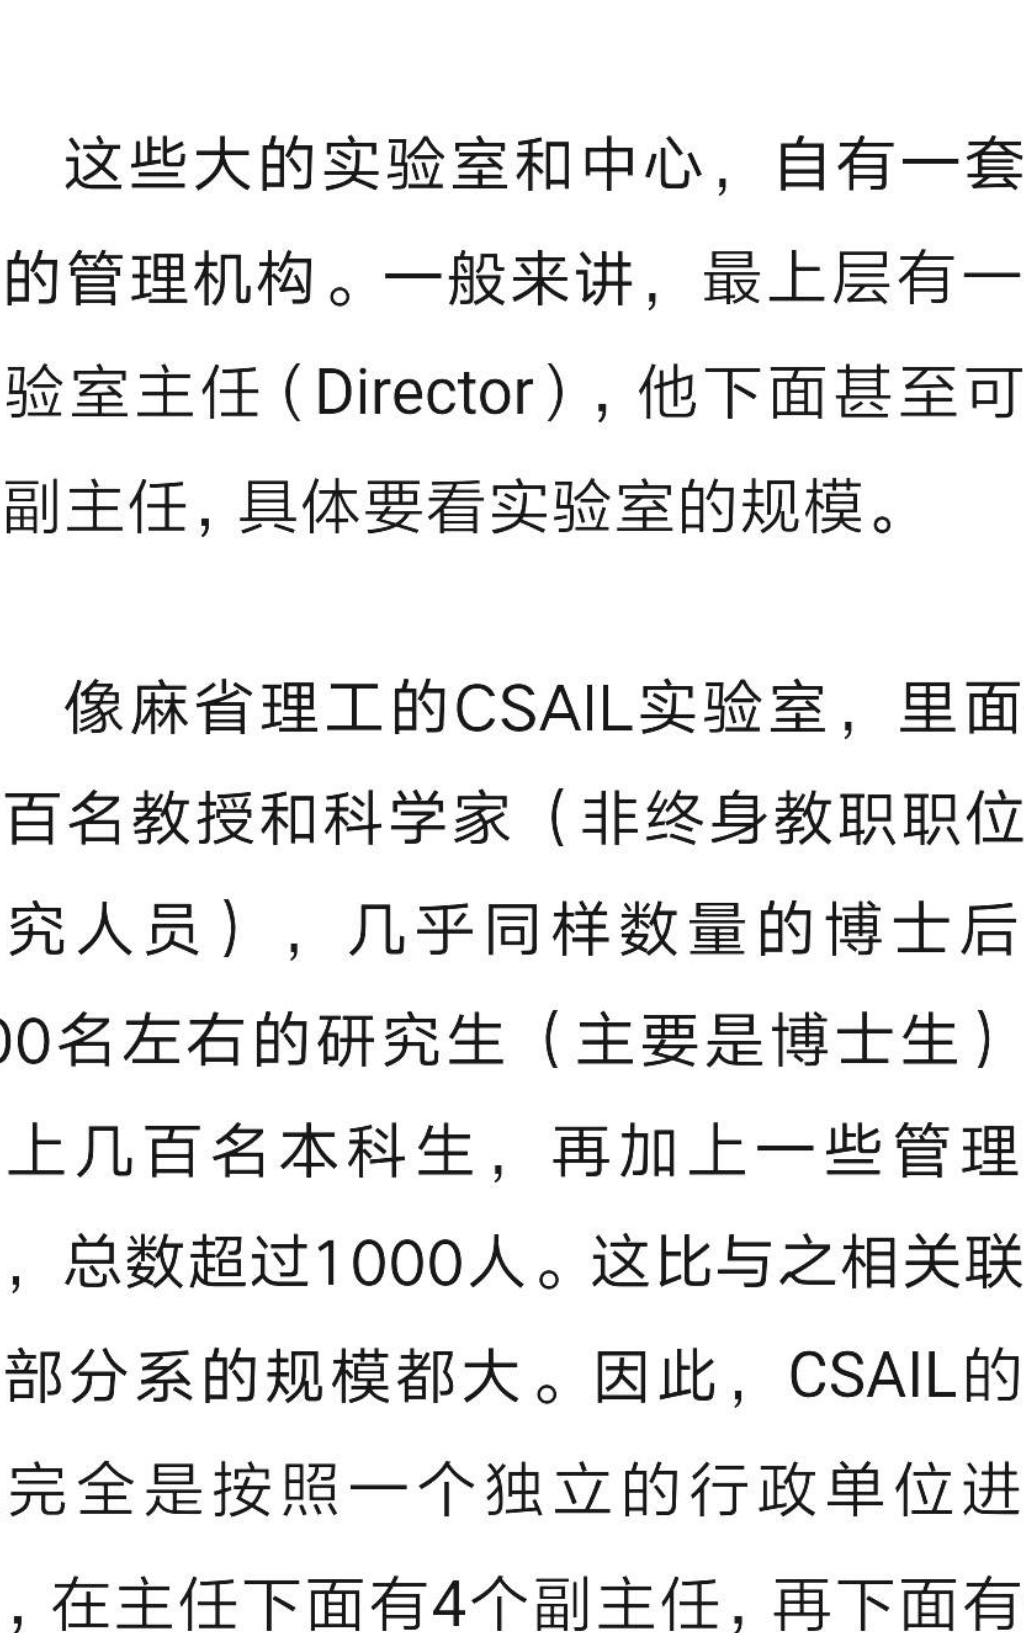 这些大的实验室和中心，自有一套
的管理机构。一般来讲，最上层有一
验室主任（Director），他下面甚至可
副主任，具体要看实验室的规模。
像麻省理工的CSAIL实验室，里面
百名教授和科学家（非终身教职职位
究人员），几乎同样数量的博士后
00名左右的研究生（主要是博士生）
上几百名本科生，再加上一些管理
，总数超过1000人。这比与之相关联
部分系的规模都大。因此，CSAIL的
完全是按照一个独立的行政单位进
，在主任下面有4个副主任，再下面有